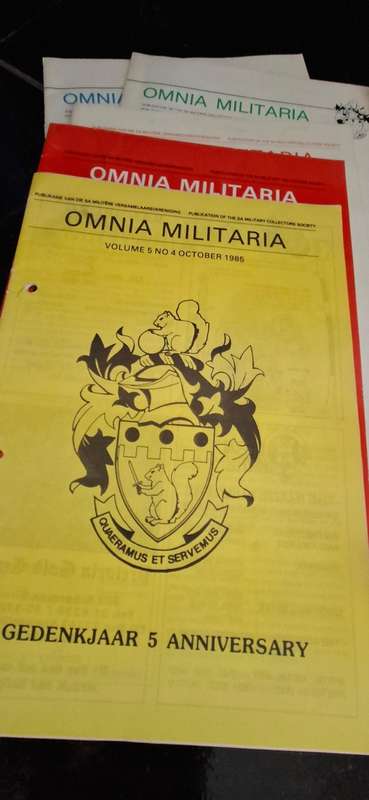 OMNIA MILITARIA
OMNIA
MILITARIA
OMNIA MILITARIA
PUBLIKASIE VAN DIE SA MILITÊRE VERSAMELAARSVERENIGING PUBLICATION OF THE SA MILITARY COLLECTORS SOCIETY
OMNIA MILITARIA
VOLUME 5 NO 4 OCTOBER 1985
QUAERAMUS ET SERVEMUS
GEDENKJAAR 5 ANNIVERSARY